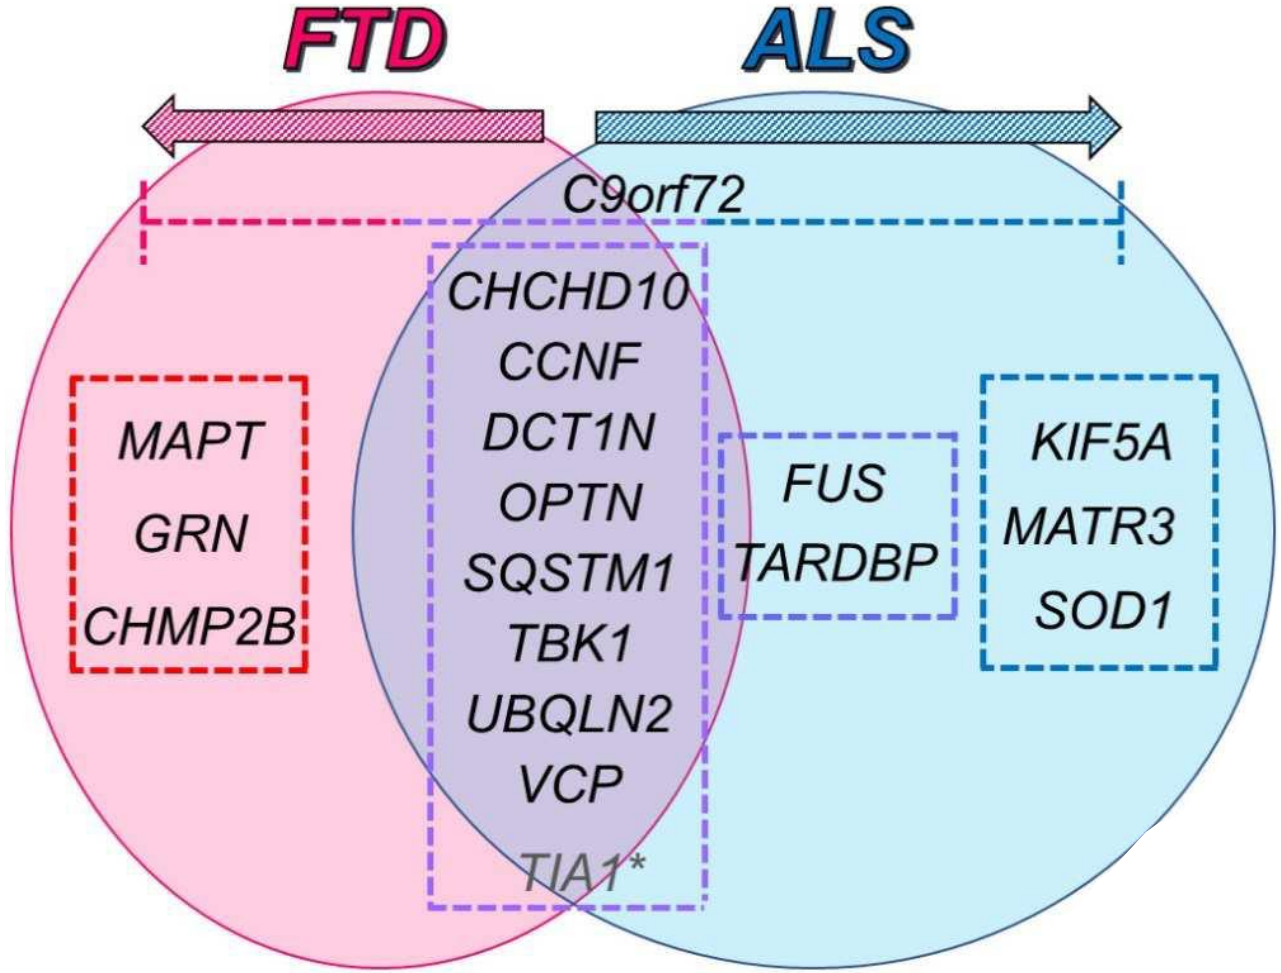 FTD
ALS
C9orf72
CHCHD10
CCNF
DCT1N
OPTN
SQSTM1
TBK1
UBQLN2
VCP
TIA1*
MAPT
GRN
CHMP2B
FUS
TARDBP
KIF5A
MATR3
SOD1